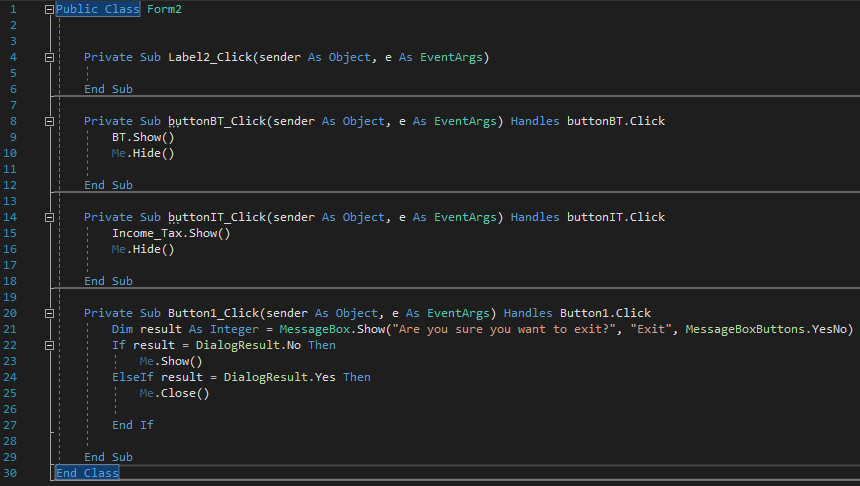 1 Public Class Form2
2
3
4 Private Sub Label2_Click(sender As Object, e As EventArgs)
5
6 End Sub
7
8 Private Sub buttonBT_Click(sender As Object, e As EventArgs) Handles buttonBT.Click
9 BT.Show()
10 Me.Hide()
11
12 End Sub
13
14 Private Sub buttonIT_Click(sender As Object, e As EventArgs) Handles buttonIT.Click
15 Income_Tax.Show()
16 Me.Hide()
17
18 End Sub
19
20 Private Sub Button1_Click(sender As Object, e As EventArgs) Handles Button1.Click
21 Dim result As Integer = MessageBox.Show("Are you sure you want to exit?", "Exit", MessageBoxButtons.YesNo)
22 If result = DialogResult.No Then
23 Me.Show()
24 ElseIf result = DialogResult.Yes Then
25 Me.Close()
26
27 End If
28
29 End Sub
30 End Class